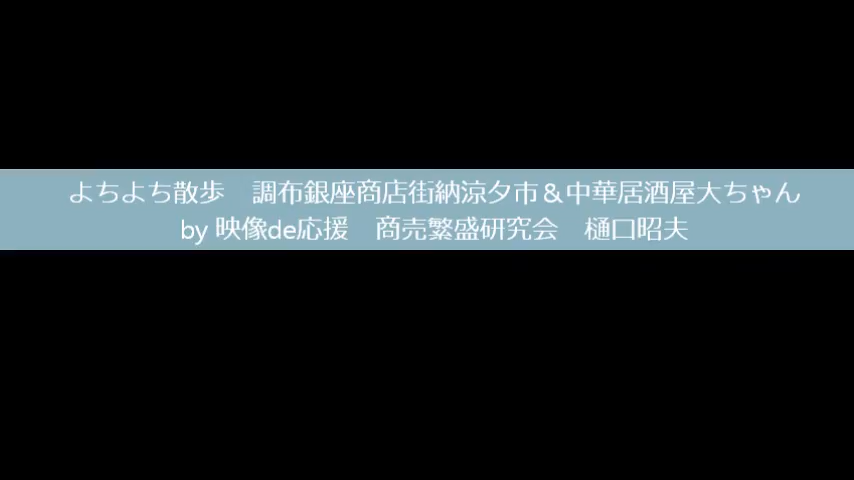 よちよち散歩　調布銀座商店街納涼夕市＆中華居酒屋大ちゃん
by 映像de応援　商売繁盛研究会　樋口昭夫